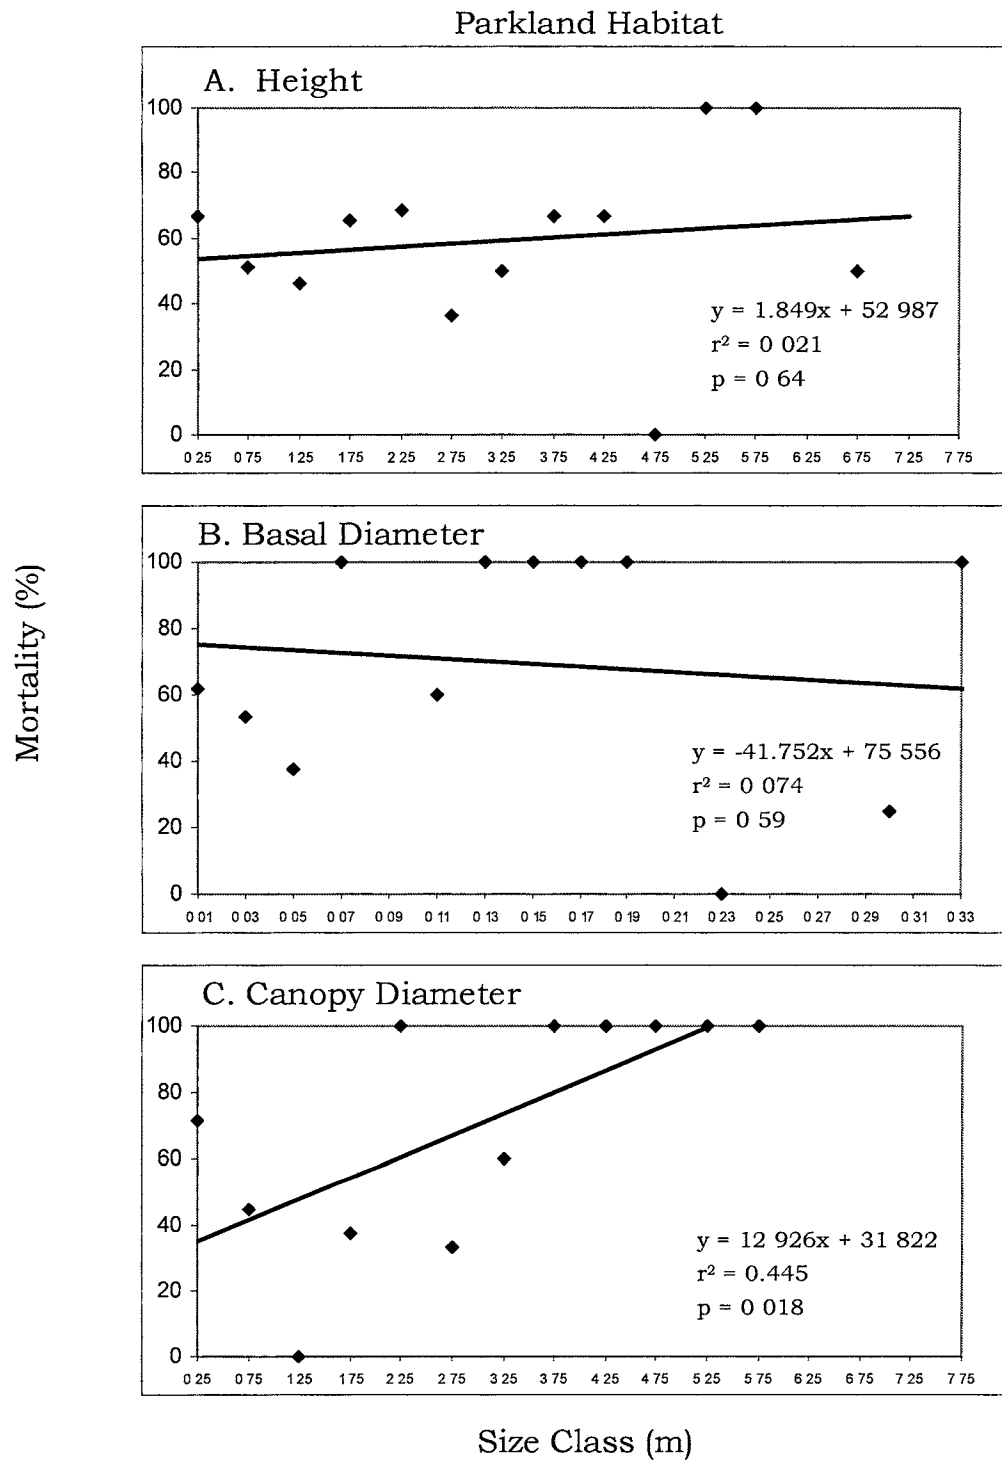 Parkland Habitat
A. Height
100
80
60
40
20
0
y = 1.849x + 52 987
r² = 0 021
p = 0 64
0 25 0 75 1 25 1 75 2 25 2 75 3 25 3 75 4 25 4 75 5 25 5 75 6 25 6 75 7 25 7 75
B. Basal Diameter
100
80
60
40
20
0
y = -41.752x + 75 556
r² = 0 074
p = 0 59
0 01 0 03 0 05 0 07 0 09 0 11 0 13 0 15 0 17 0 19 0 21 0 23 0 25 0 27 0 29 0 31 0 33
Mortality (%)
C. Canopy Diameter
100
80
60
40
20
0
y = 12 926x + 31 822
r² = 0.445
p = 0 018
0 25 0 75 1 25 1 75 2 25 2 75 3 25 3 75 4 25 4 75 5 25 5 75 6 25 6 75 7 25 7 75
Size Class (m)